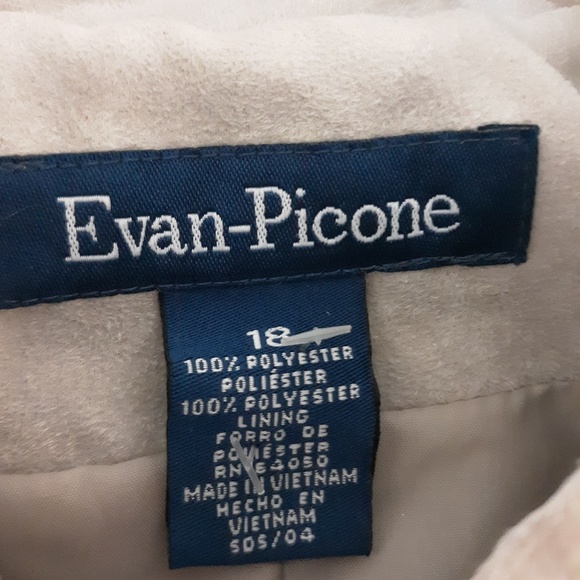 Evan-Picone
18
100% POLYESTER
POLIÉSTER
100% POLYESTER
LINING
FORRO DE
POLIÉSTER
RN 64050
MADE IN VIETNAM
HECHO EN
VIETNAM
SDS/04